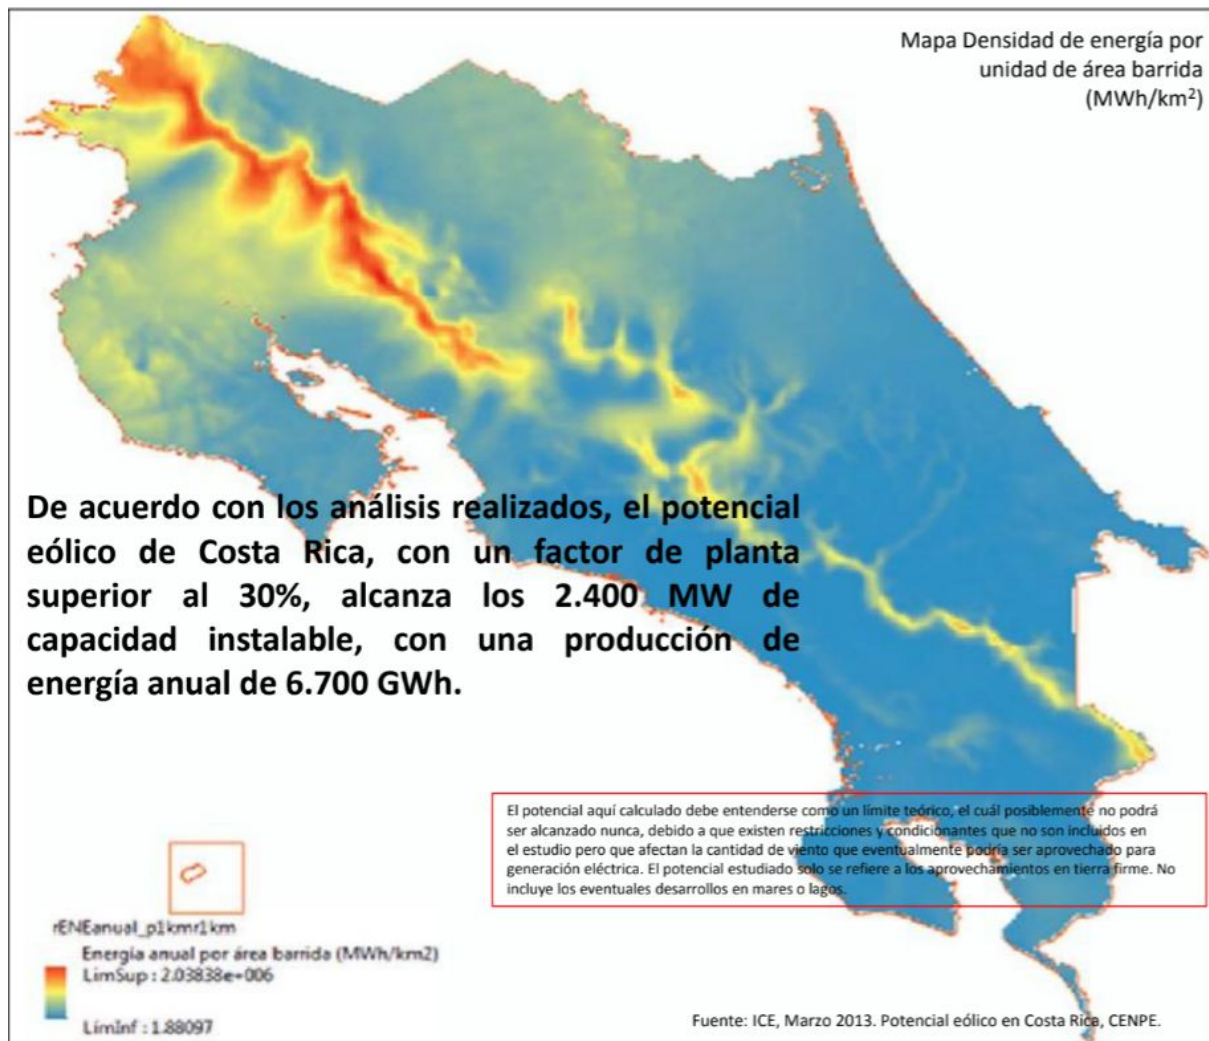 Mapa Densidad de energía por
unidad de área barrida
(MWh/km²)
De acuerdo con los análisis realizados, el potencial
eólico de Costa Rica, con un factor de planta
superior al 30%, alcanza los 2.400 MW de
capacidad instalable, con una producción de
energía anual de 6.700 GWh.
El potencial aquí calculado debe entenderse como un límite teórico, el cuál posiblemente no podrá
ser alcanzado nunca, debido a que existen restricciones y condicionantes que no son incluidos en
el estudio pero que afectan la cantidad de viento que eventualmente podría ser aprovechado para
generación eléctrica. El potencial estudiado solo se refiere a los aprovechamientos en tierra firme. No
incluye los eventuales desarrollos en mares o lagos.
rENEanual_p1kmr1km
Energía anual por área barrida (MWh/km2)
LimSup : 2.03838e+006
LimInf : 1.88097
Fuente: ICE, Marzo 2013. Potencial eólico en Costa Rica, CENPE.